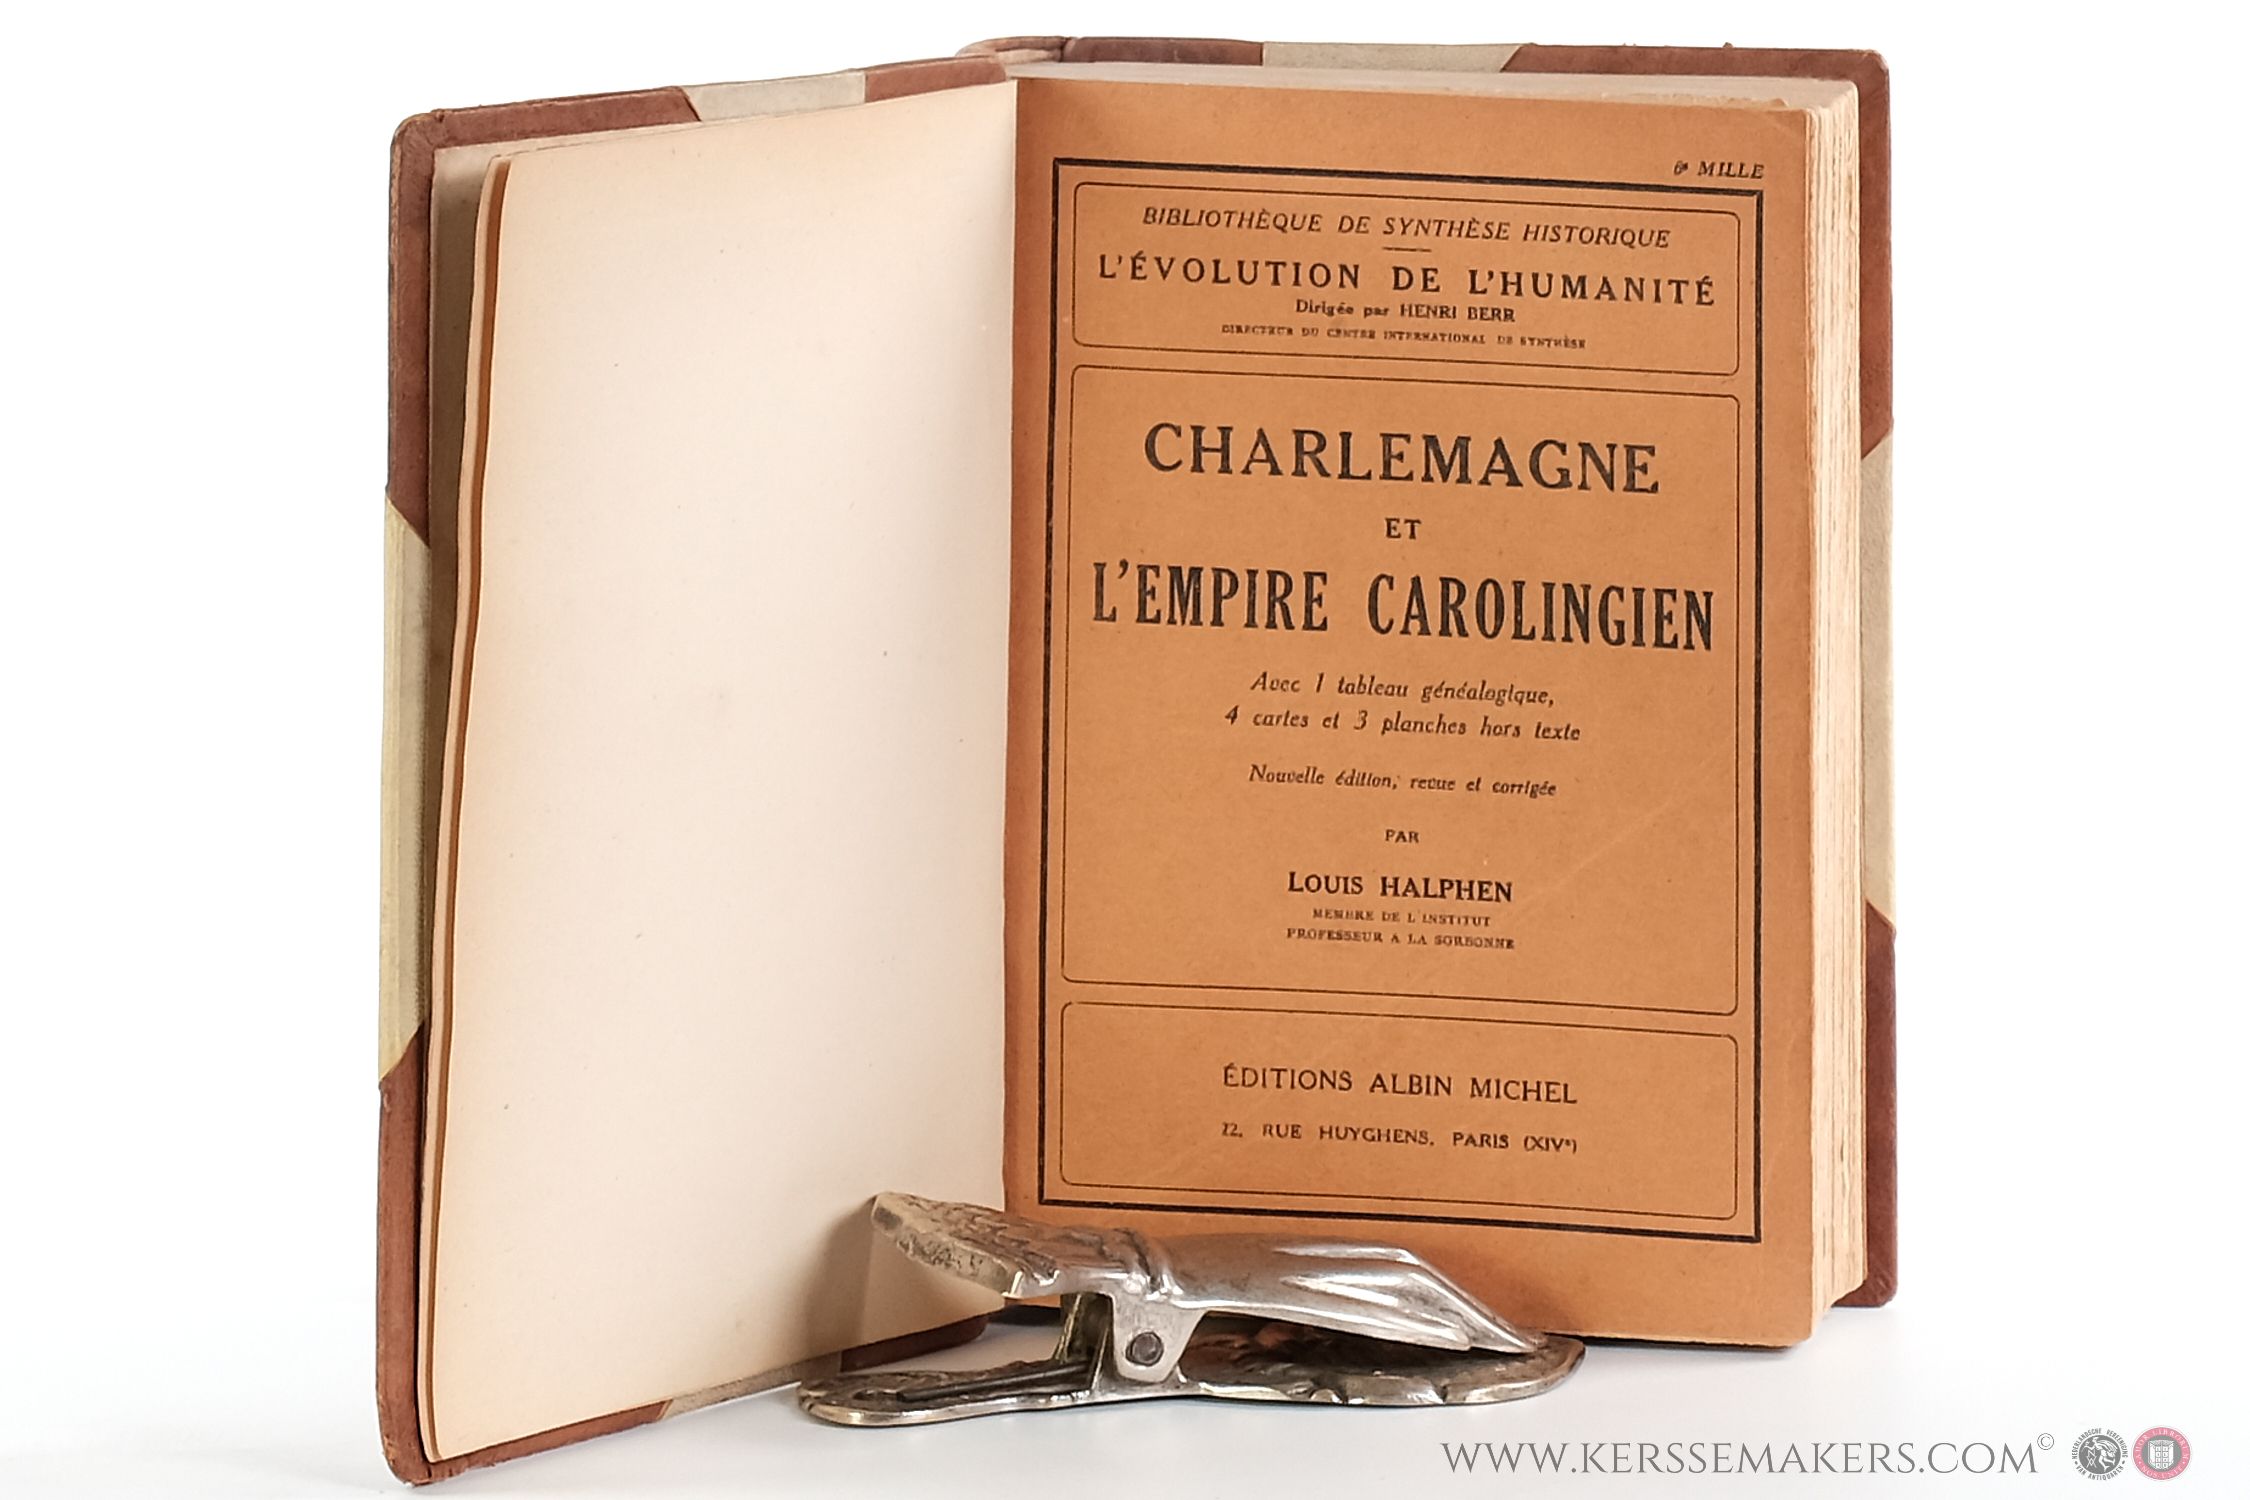 6e MILLE
BIBLIOTHÈQUE DE SYNTHÈSE HISTORIQUE
L'ÉVOLUTION DE L'HUMANITÉ
Dirigée par HENRI BERR
DIRECTEUR DU CENTRE INTERNATIONAL DE SYNTHÈSE
CHARLEMAGNE
ET
L'EMPIRE CAROLINGIEN
Avec 1 tableau généalogique,
4 cartes et 3 planches hors texte
Nouvelle édition, revue et corrigée
PAR
LOUIS HALPHEN
MEMBRE DE L'INSTITUT
PROFESSEUR A LA SORBONNE
ÉDITIONS ALBIN MICHEL
22, RUE HUYGHENS, PARIS (XIVe)
WWW.KERSSEMAKERS.COM©